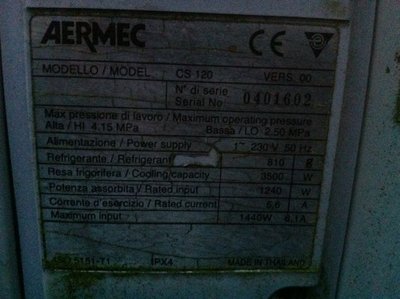 AERMEC CE
MODELLO / MODEL CS 120 VERS. 00
N° di serie
Serial No 0401602
Max pressione di lavoro / Maximum operating pressure
Alta / HI 4.15 MPa Bassa / LO 2.50 MPa
Alimentazione / Power supply 1~ 230 V 50 Hz
Refrigerante / Refrigerant 810 g
Resa frigorifera / Cooling capacity 3500 W
Potenza assorbita / Rated input 1240 W
Corrente d'esercizio / Rated current A
Maximum input 1440W 8.1A
IPX4 MADE IN THAILAND